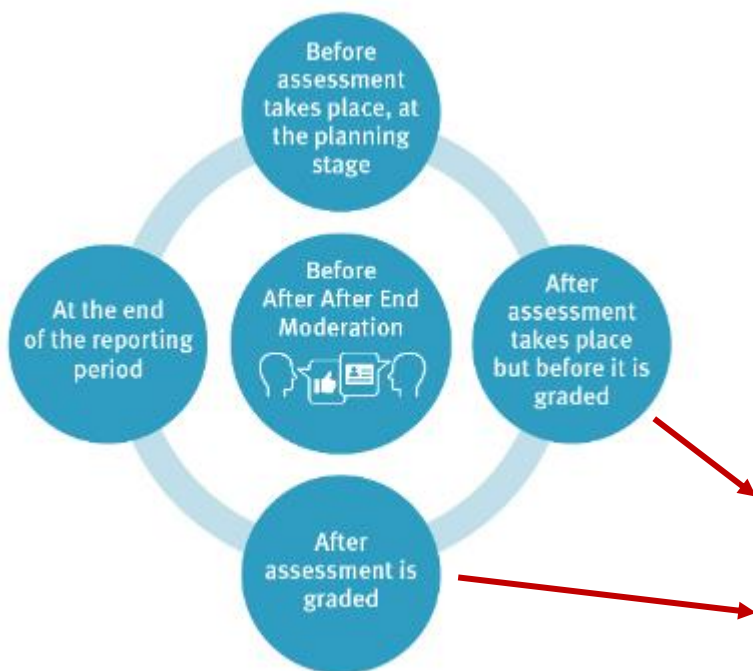 Before
assessment
takes place, at
the planning
stage
Before
After After End
Moderation
After
assessment
takes place
but before it is
graded
At the end
of the reporting
period
After
assessment is
graded